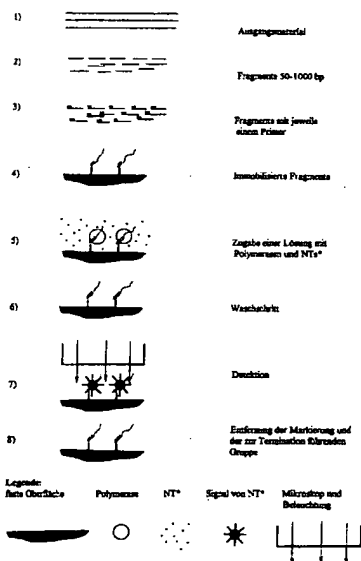 1)
Ausgangsmaterial
2)
Fragmente 50-1000 bp
3)
Fragmente mit jeweils
einem Primer
4)
Immobilisierte Fragmente
5)
Zugabe einer Lösung mit
Polymerasen und NTs*
6)
Waschschritt
7)
Detektion
8)
Entfernung der Markierung und
der zur Termination führenden
Gruppe
Legende:
feste Oberfläche
Polymerase
NT*
Signal von NT*
Mikroskop und
Beleuchtung